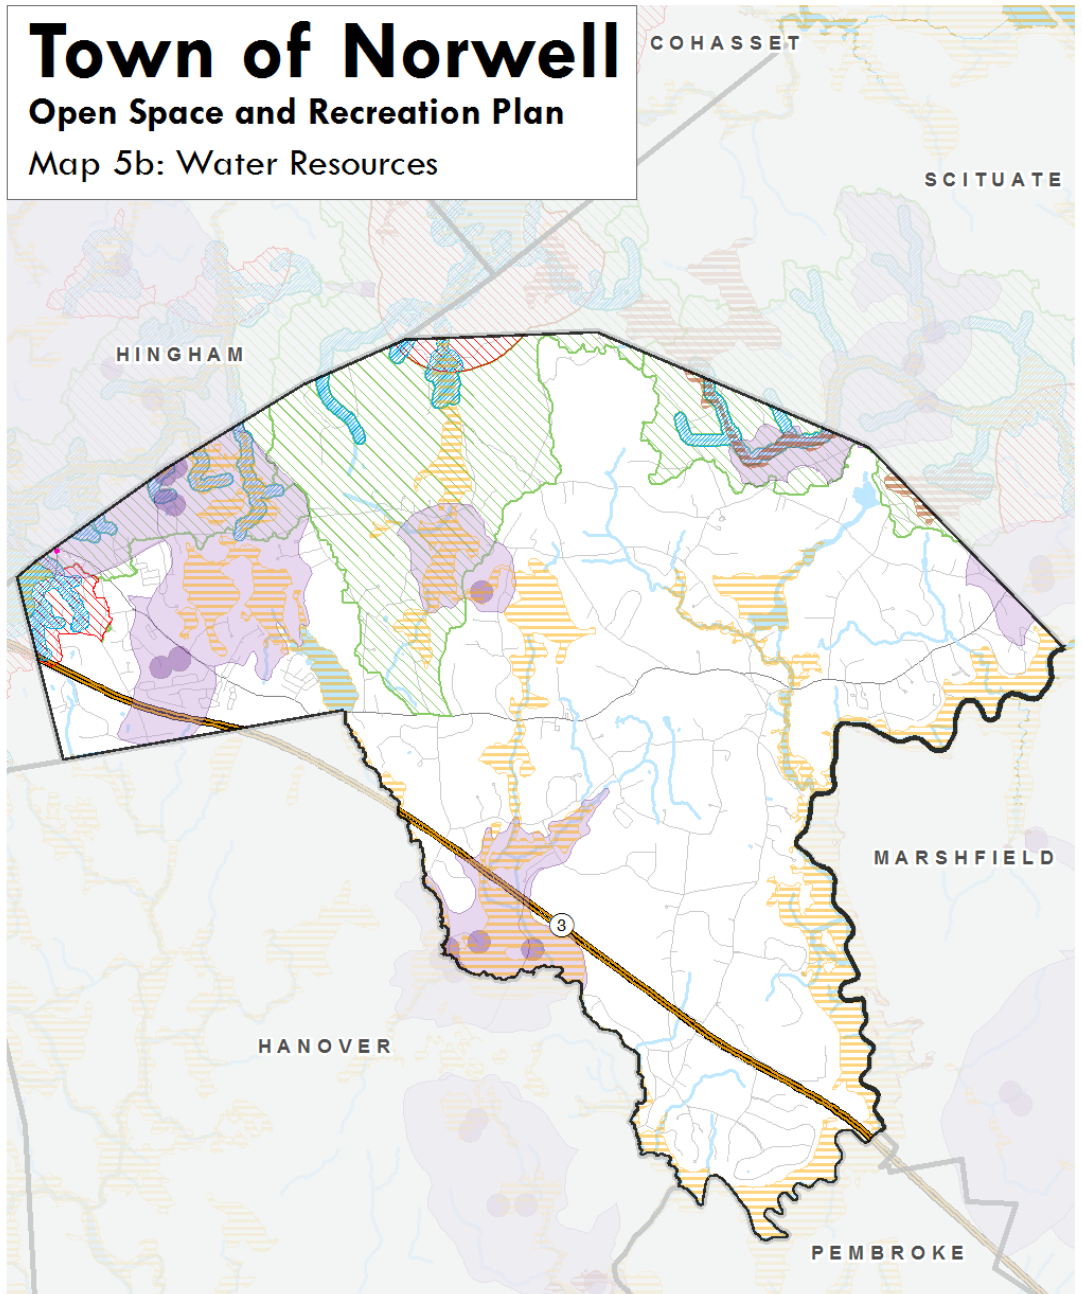 Town of Norwell
Open Space and Recreation Plan
Map 5b: Water Resources
COHASSET
SCITUATE
HINGHAM
MARSHFIELD
3
HANOVER
PEMBROKE